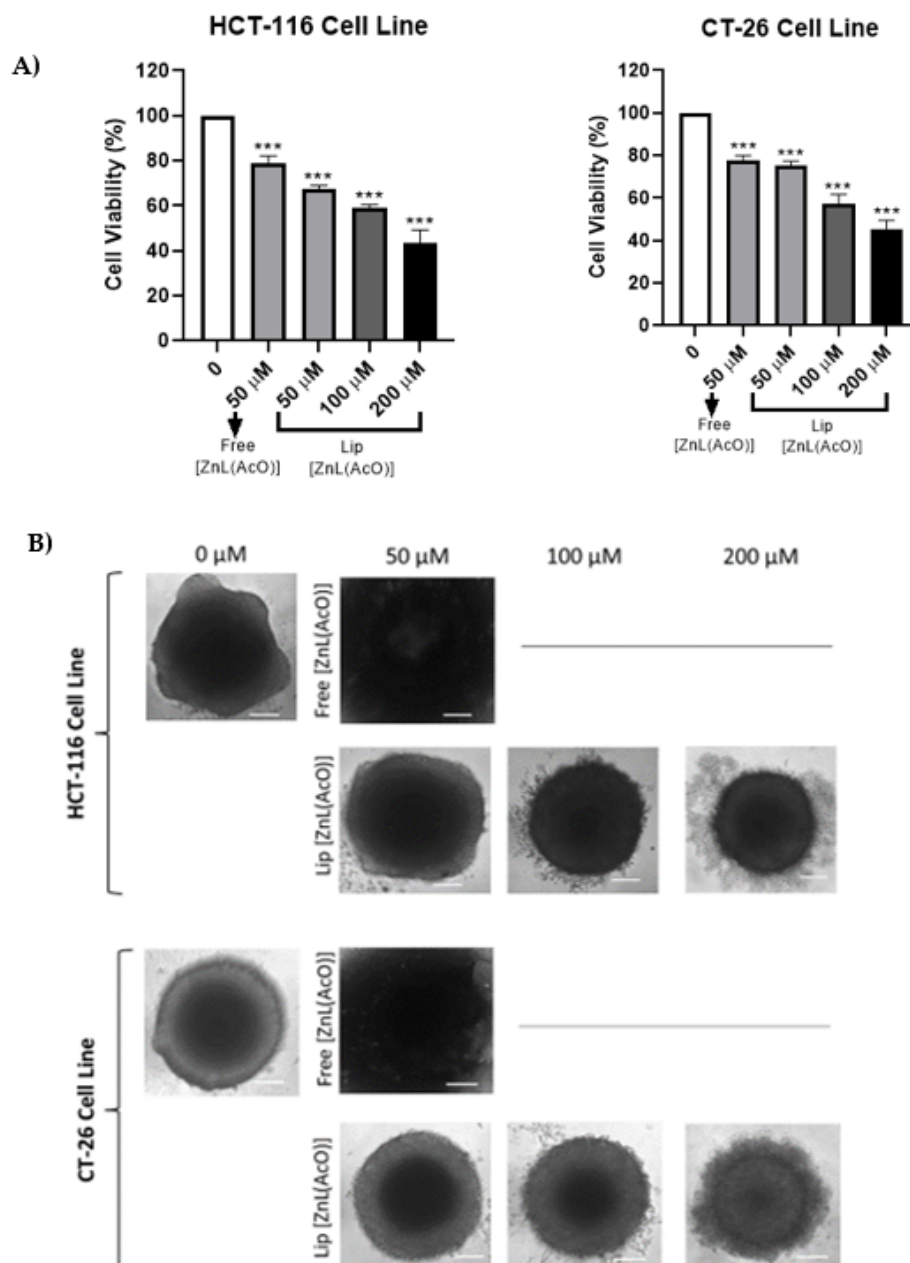 A)
HCT-116 Cell Line
Cell Viability (%)
120
100
80
60
40
20
0
***
***
***
***
0
50 μM
50 μM
100 μM
200 μM
Free
[ZnL(AcO)]
Lip
[ZnL(AcO)]
CT-26 Cell Line
Cell Viability (%)
120
100
80
60
40
20
0
***
***
***
***
0
50 μM
50 μM
100 μM
200 μM
Free
[ZnL(AcO)]
Lip
[ZnL(AcO)]
B)
0 μM
50 μM
100 μM
200 μM
HCT-116 Cell Line
Free [ZnL(AcO)]
Lip [ZnL(AcO)]
CT-26 Cell Line
Free [ZnL(AcO)]
Lip [ZnL(AcO)]